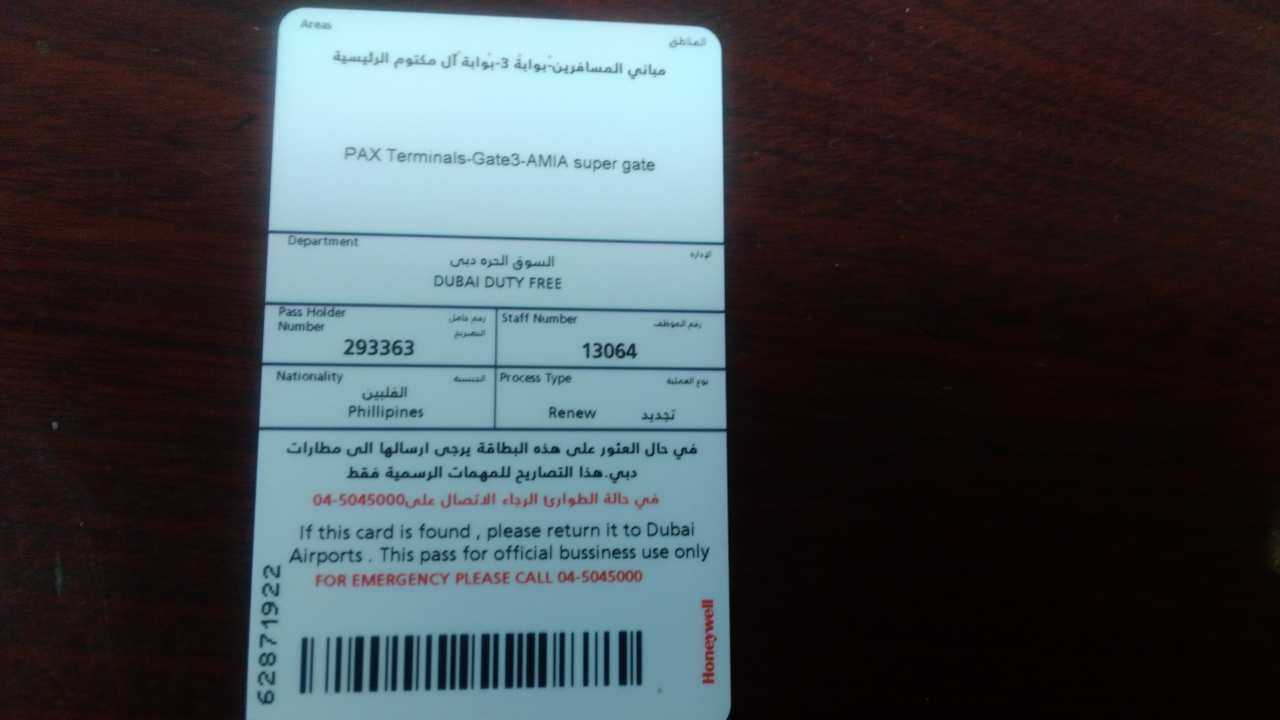 Areas
المناطق
مباني المسافرين-بوابة 3-بوابة آل مكتوم الرئيسية
PAX Terminals-Gate3-AMIA super gate
Department
الإدارة
السوق الحره دبى
DUBAI DUTY FREE
Pass Holder
Number
رقم حامل
التصريح
293363
Staff Number
رقم الموظف
13064
Nationality
الجنسية
الفلبين
Phillipines
Process Type
نوع العملية
Renew
تجديد
في حال العثور على هذه البطاقة يرجى ارسالها الى مطارات
دبي.هذا التصاريح للمهمات الرسمية فقط
في حالة الطوارئ الرجاء الاتصال على04-5045000
If this card is found , please return it to Dubai
Airports . This pass for official bussiness use only
FOR EMERGENCY PLEASE CALL 04-5045000
62871922
Honeywell